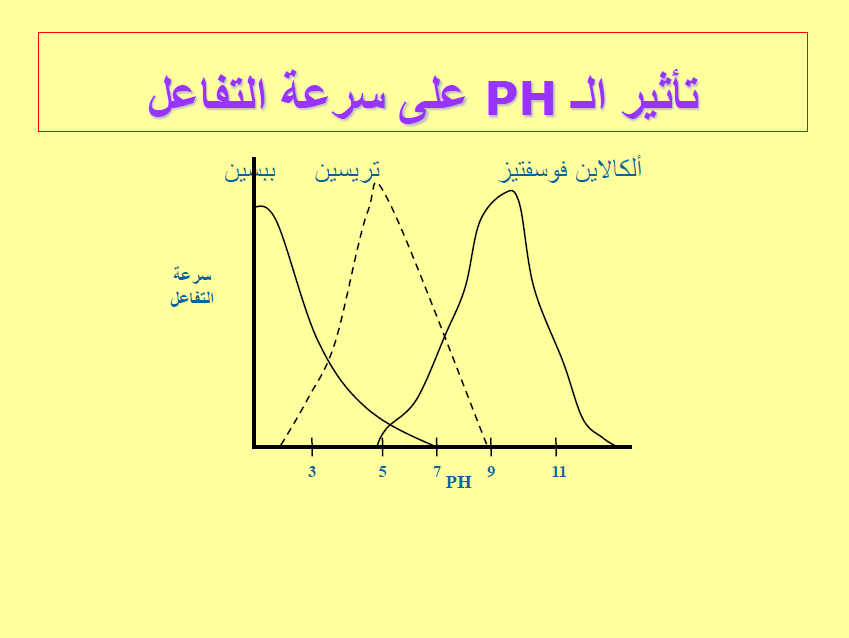 تأثير الـ PH على سرعة التفاعل
ألكالاين فوسفتيز
تريسين
ببسين
سرعة
التفاعل
3 5 7 9 11
PH